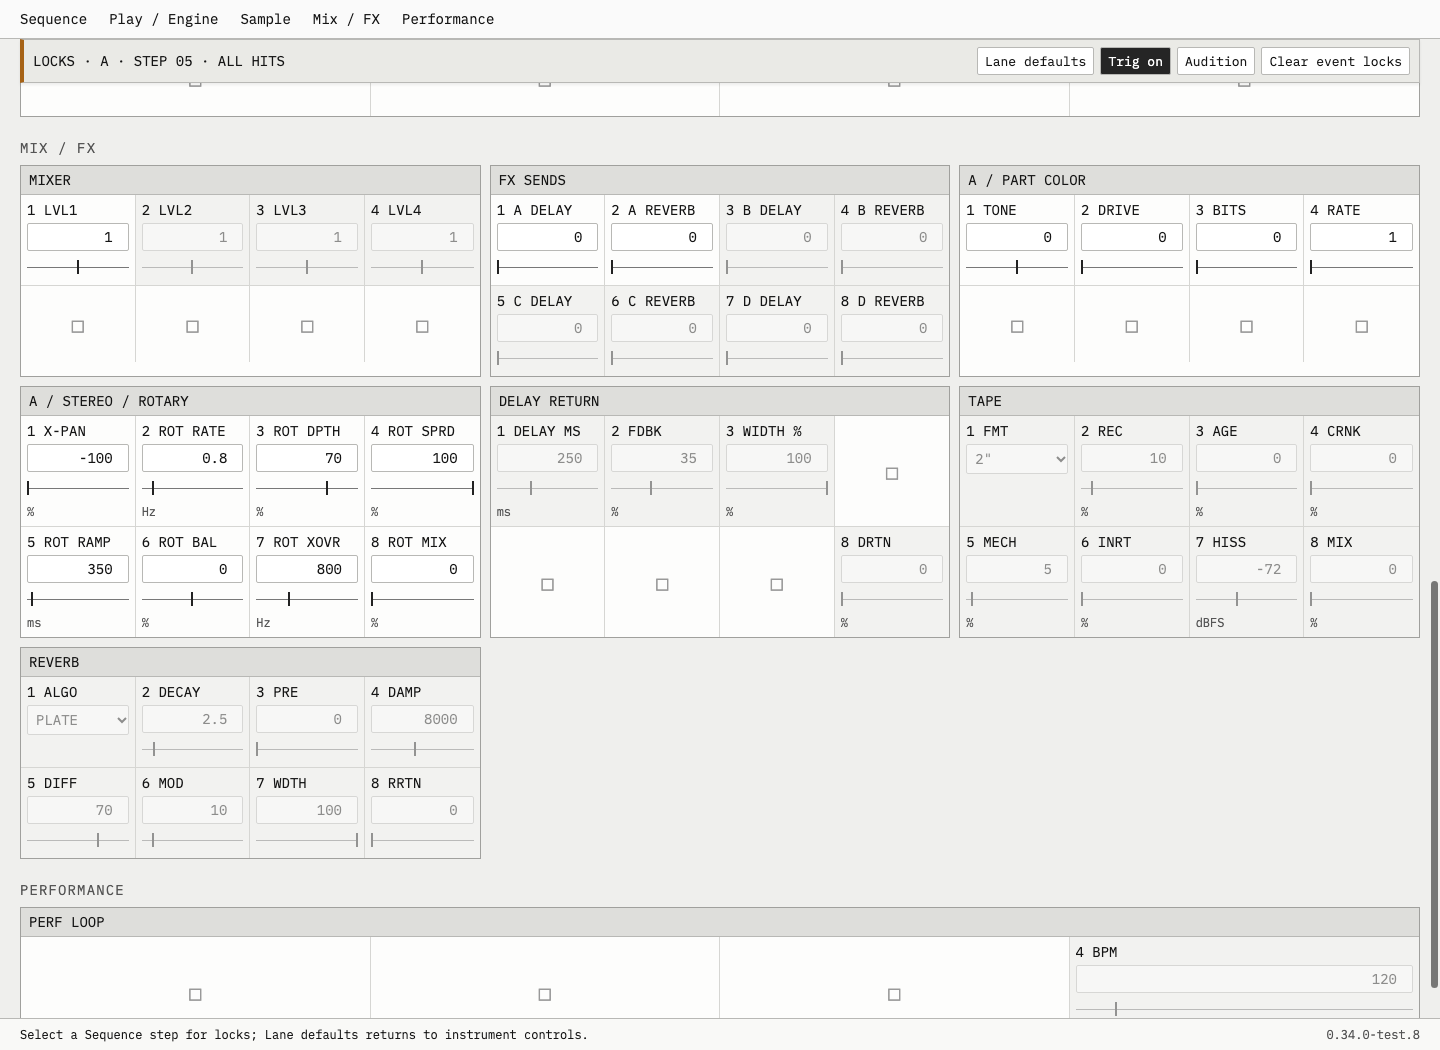 Sequence Play / Engine Sample Mix / FX Performance
LOCKS · A · STEP 05 · ALL HITS Lane defaults Trig on Audition Clear event locks
MIX / FX
MIXER
1 LVL1 2 LVL2 3 LVL3 4 LVL4
1 1 1 1
FX SENDS
1 A DELAY 2 A REVERB 3 B DELAY 4 B REVERB
0 0 0 0
5 C DELAY 6 C REVERB 7 D DELAY 8 D REVERB
0 0 0 0
A / PART COLOR
1 TONE 2 DRIVE 3 BITS 4 RATE
0 0 0 1
A / STEREO / ROTARY
1 X-PAN 2 ROT RATE 3 ROT DPTH 4 ROT SPRD
-100 0.8 70 100
% Hz % %
5 ROT RAMP 6 ROT BAL 7 ROT XOVR 8 ROT MIX
350 0 800 0
ms % Hz %
DELAY RETURN
1 DELAY MS 2 FDBK 3 WIDTH %
250 35 100
ms % %
8 DRTN
0
%
TAPE
1 FMT 2 REC 3 AGE 4 CRNK
2" 10 0 0
% % %
5 MECH 6 INRT 7 HISS 8 MIX
5 0 -72 0
% % dBFS %
REVERB
1 ALGO 2 DECAY 3 PRE 4 DAMP
PLATE 2.5 0 8000
5 DIFF 6 MOD 7 WDTH 8 RRTN
70 10 100 0
PERFORMANCE
PERF LOOP
4 BPM
120
Select a Sequence step for locks; Lane defaults returns to instrument controls. 0.34.0-test.8